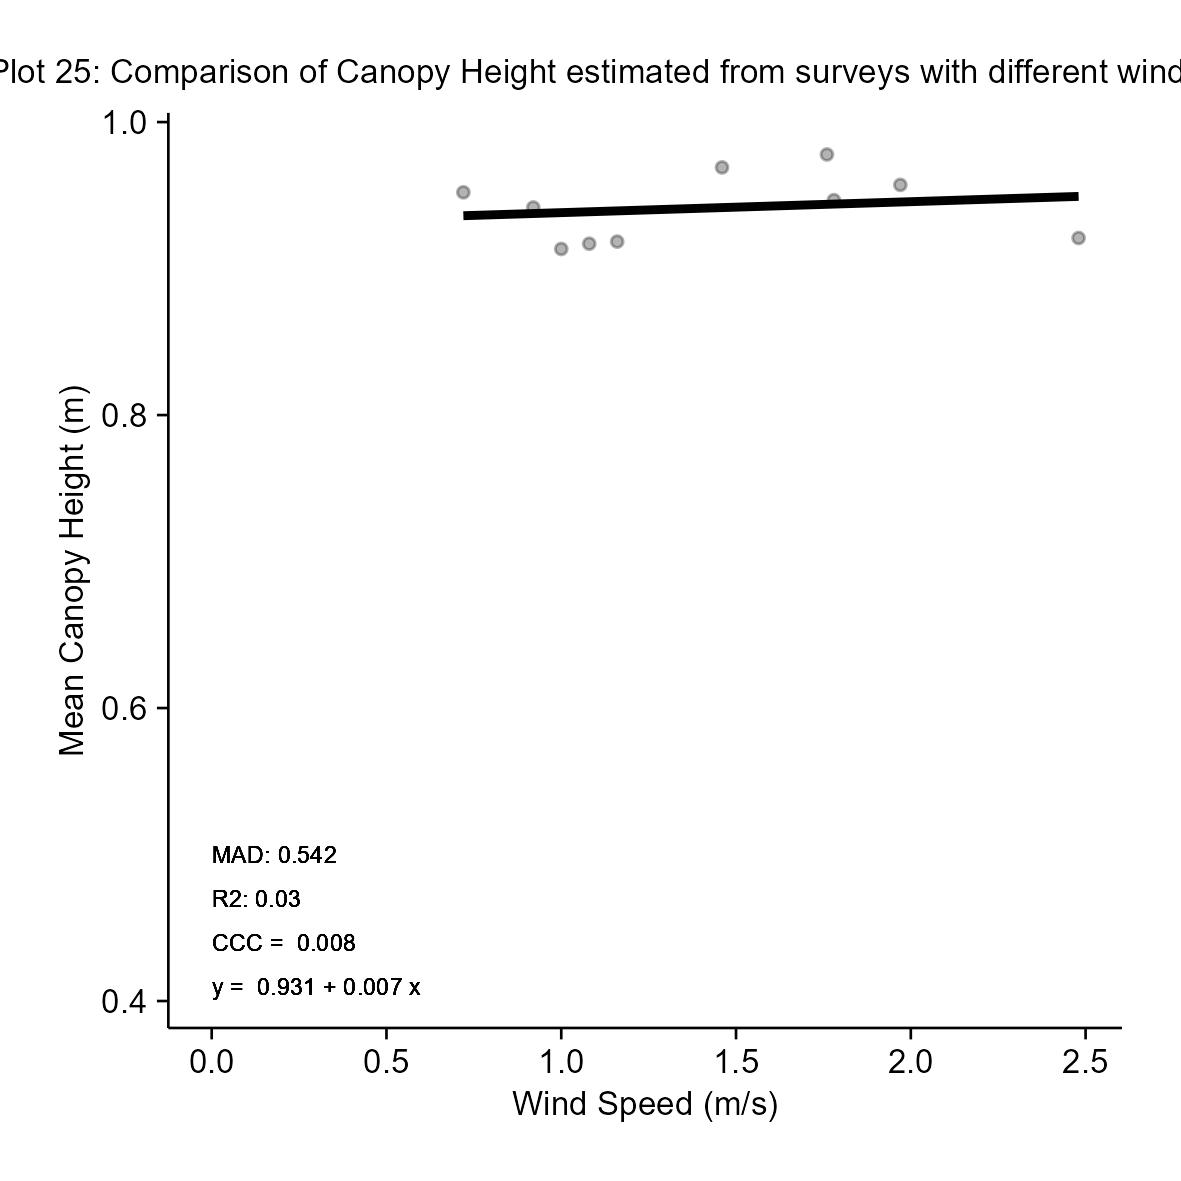 Plot 25: Comparison of Canopy Height estimated from surveys with different wind
1.0
0.8
0.6
0.4
Mean Canopy Height (m)
MAD: 0.542
R2: 0.03
CCC = 0.008
y = 0.931 + 0.007 x
0.0 0.5 1.0 1.5 2.0 2.5
Wind Speed (m/s)